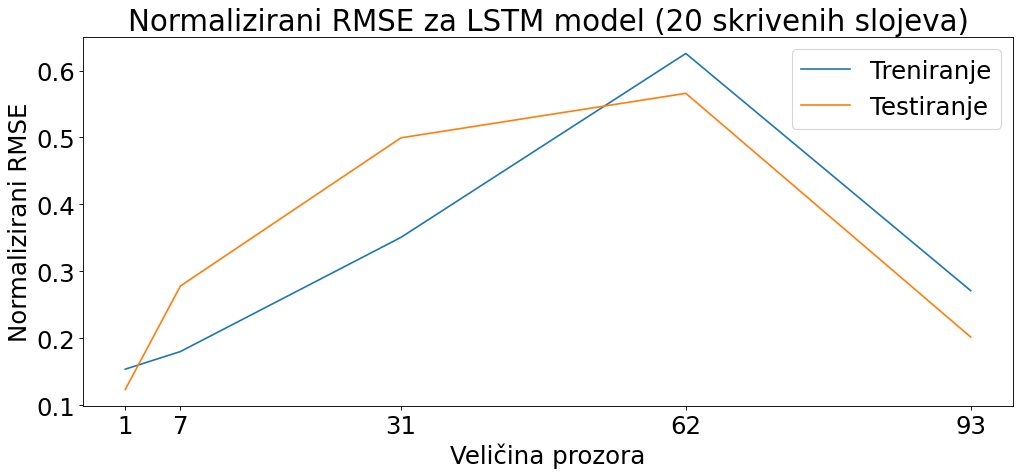 Normalizirani RMSE za LSTM model (20 skrivenih slojeva)
Treniranje
Testiranje
Normalizirani RMSE
0.6
0.5
0.4
0.3
0.2
0.1
1 7 31 62 93
Veličina prozora